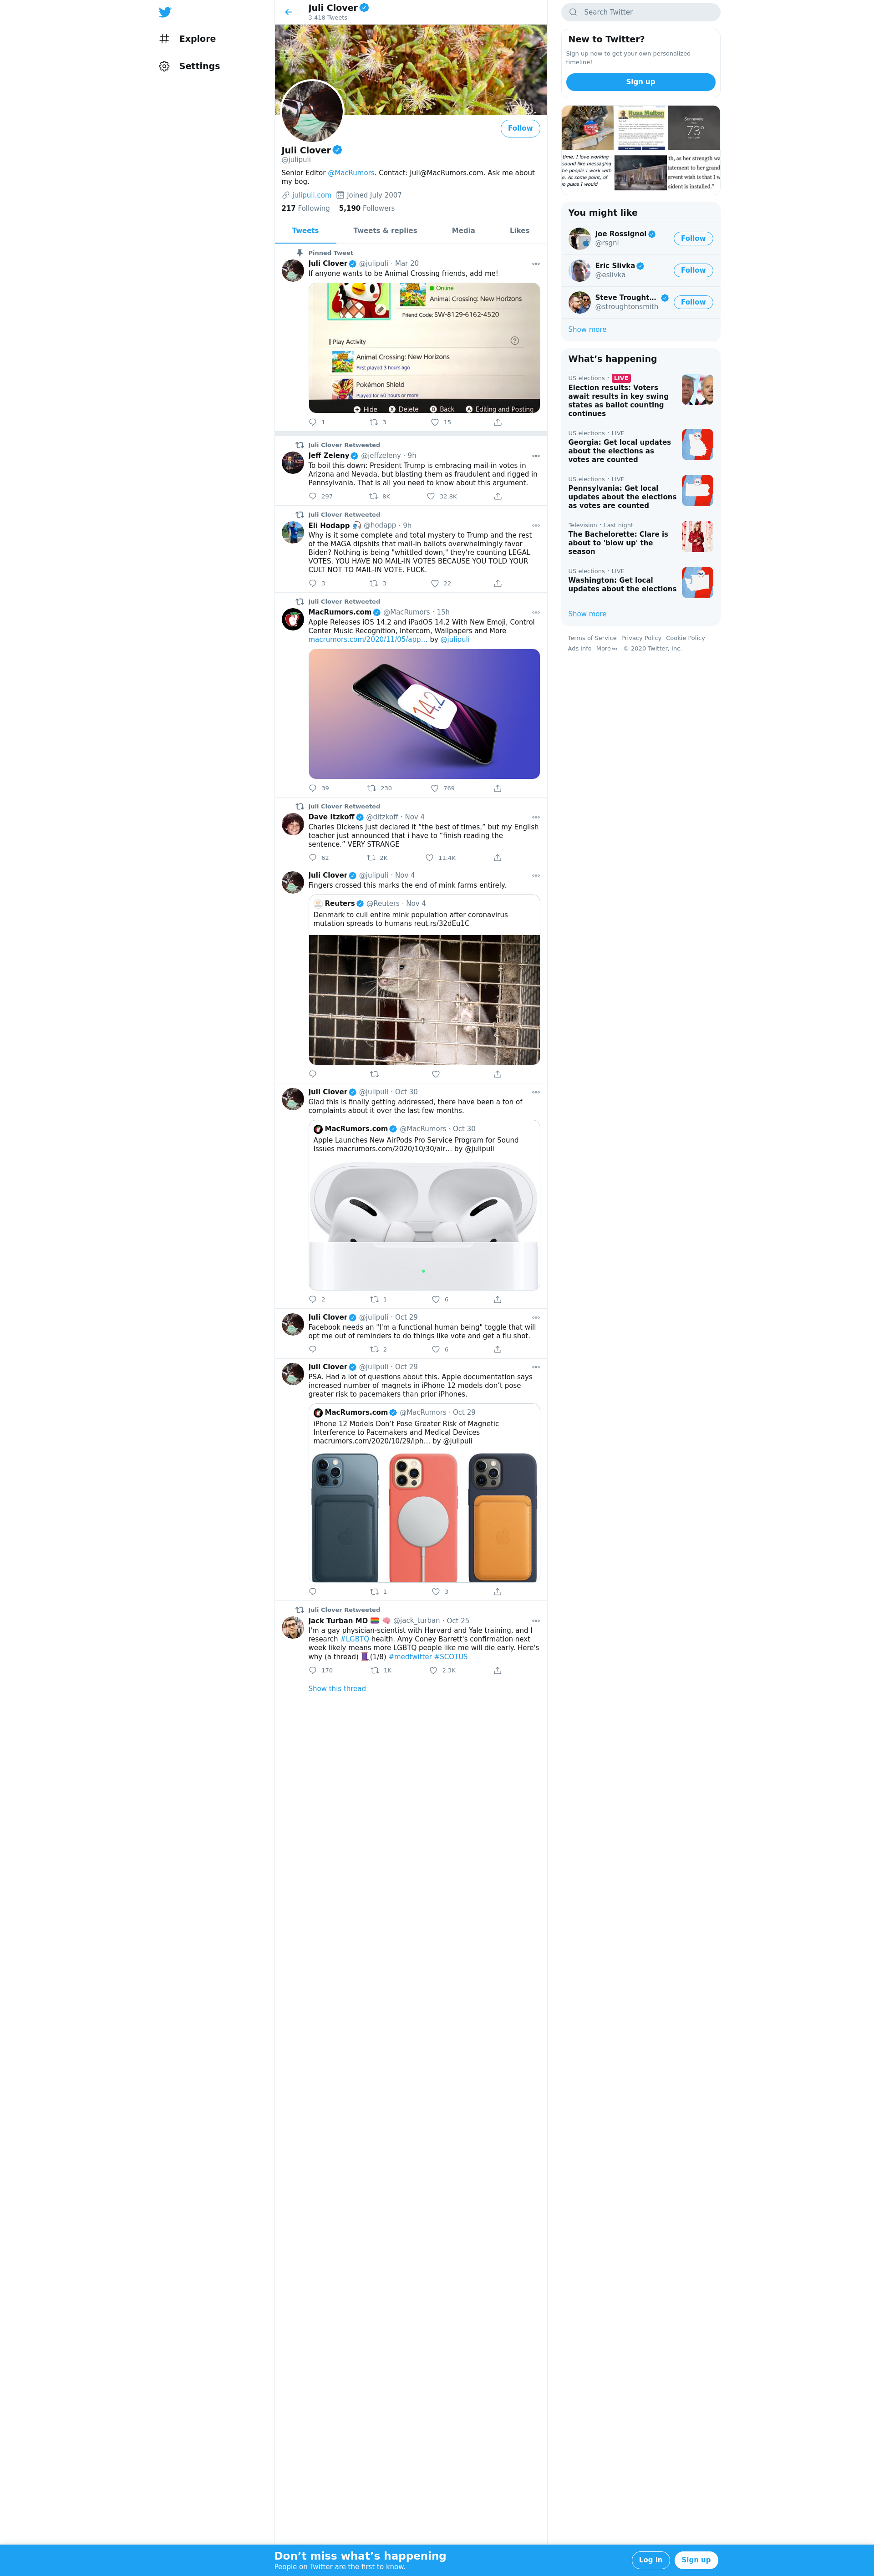 Explore
Settings
Juli Clover
3,418 Tweets
Follow
Juli Clover
@julipuli
Senior Editor @MacRumors. Contact: Juli@MacRumors.com. Ask me about
my bog.
julipuli.com Joined July 2007
217 Following 5,190 Followers
Tweets Tweets & replies Media Likes
Pinned Tweet
Juli Clover @julipuli · Mar 20
If anyone wants to be Animal Crossing friends, add me!
Online
Animal Crossing: New Horizons
Friend Code: SW-8129-6162-4520
Play Activity ?
Animal Crossing: New Horizons
First played 3 hours ago
Pokémon Shield
Played for 60 hours or more
Hide X Delete B Back A Editing and Posting
1 3 15
Juli Clover Retweeted
Jeff Zeleny @jeffzeleny · 9h
To boil this down: President Trump is embracing mail-in votes in
Arizona and Nevada, but blasting them as fraudulent and rigged in
Pennsylvania. That is all you need to know about this argument.
297 8K 32.8K
Juli Clover Retweeted
Eli Hodapp @hodapp · 9h
Why is it some complete and total mystery to Trump and the rest
of the MAGA dipshits that mail-in ballots overwhelmingly favor
Biden? Nothing is being "whittled down," they're counting LEGAL
VOTES. YOU HAVE NO MAIL-IN VOTES BECAUSE YOU TOLD YOUR
CULT NOT TO MAIL-IN VOTE. FUCK.
3 3 22
Juli Clover Retweeted
MacRumors.com @MacRumors · 15h
Apple Releases iOS 14.2 and iPadOS 14.2 With New Emoji, Control
Center Music Recognition, Intercom, Wallpapers and More
macrumors.com/2020/11/05/app… by @julipuli
14.2
39 230 769
Juli Clover Retweeted
Dave Itzkoff @ditzkoff · Nov 4
Charles Dickens just declared it “the best of times,” but my English
teacher just announced that i have to “finish reading the
sentence.” VERY STRANGE
62 2K 11.4K
Juli Clover @julipuli · Nov 4
Fingers crossed this marks the end of mink farms entirely.
Reuters @Reuters · Nov 4
Denmark to cull entire mink population after coronavirus
mutation spreads to humans reut.rs/32dEu1C
Juli Clover @julipuli · Oct 30
Glad this is finally getting addressed, there have been a ton of
complaints about it over the last few months.
MacRumors.com @MacRumors · Oct 30
Apple Launches New AirPods Pro Service Program for Sound
Issues macrumors.com/2020/10/30/air… by @julipuli
2 1 6
Juli Clover @julipuli · Oct 29
Facebook needs an "I'm a functional human being" toggle that will
opt me out of reminders to do things like vote and get a flu shot.
2 6
Juli Clover @julipuli · Oct 29
PSA. Had a lot of questions about this. Apple documentation says
increased number of magnets in iPhone 12 models don’t pose
greater risk to pacemakers than prior iPhones.
MacRumors.com @MacRumors · Oct 29
iPhone 12 Models Don’t Pose Greater Risk of Magnetic
Interference to Pacemakers and Medical Devices
macrumors.com/2020/10/29/iph… by @julipuli
1 3
Juli Clover Retweeted
Jack Turban MD @jack_turban · Oct 25
I'm a gay physician-scientist with Harvard and Yale training, and I
research #LGBTQ health. Amy Coney Barrett's confirmation next
week likely means more LGBTQ people like me will die early. Here's
why (a thread) (1/8) #medtwitter #SCOTUS
170 1K 2.3K
Show this thread
Search Twitter
New to Twitter?
Sign up now to get your own personalized
timeline!
Sign up
Sunnyvale
73°
time. I love working
he people I work with
e. At some point, of
o place I would
You might like
Joe Rossignol
@rsgnl
Follow
Eric Slivka
@eslivka
Follow
Steve Trought…
@stroughtonsmith
Follow
Show more
What’s happening
US elections · LIVE
Election results: Voters
await results in key swing
states as ballot counting
continues
US elections · LIVE
Georgia: Get local updates
about the elections as
votes are counted
US elections · LIVE
Pennsylvania: Get local
updates about the elections
as votes are counted
Television · Last night
The Bachelorette: Clare is
about to 'blow up' the
season
US elections · LIVE
Washington: Get local
updates about the elections
Show more
Terms of Service Privacy Policy Cookie Policy
Ads info More © 2020 Twitter, Inc.
Don’t miss what’s happening
People on Twitter are the first to know.
Log in Sign up